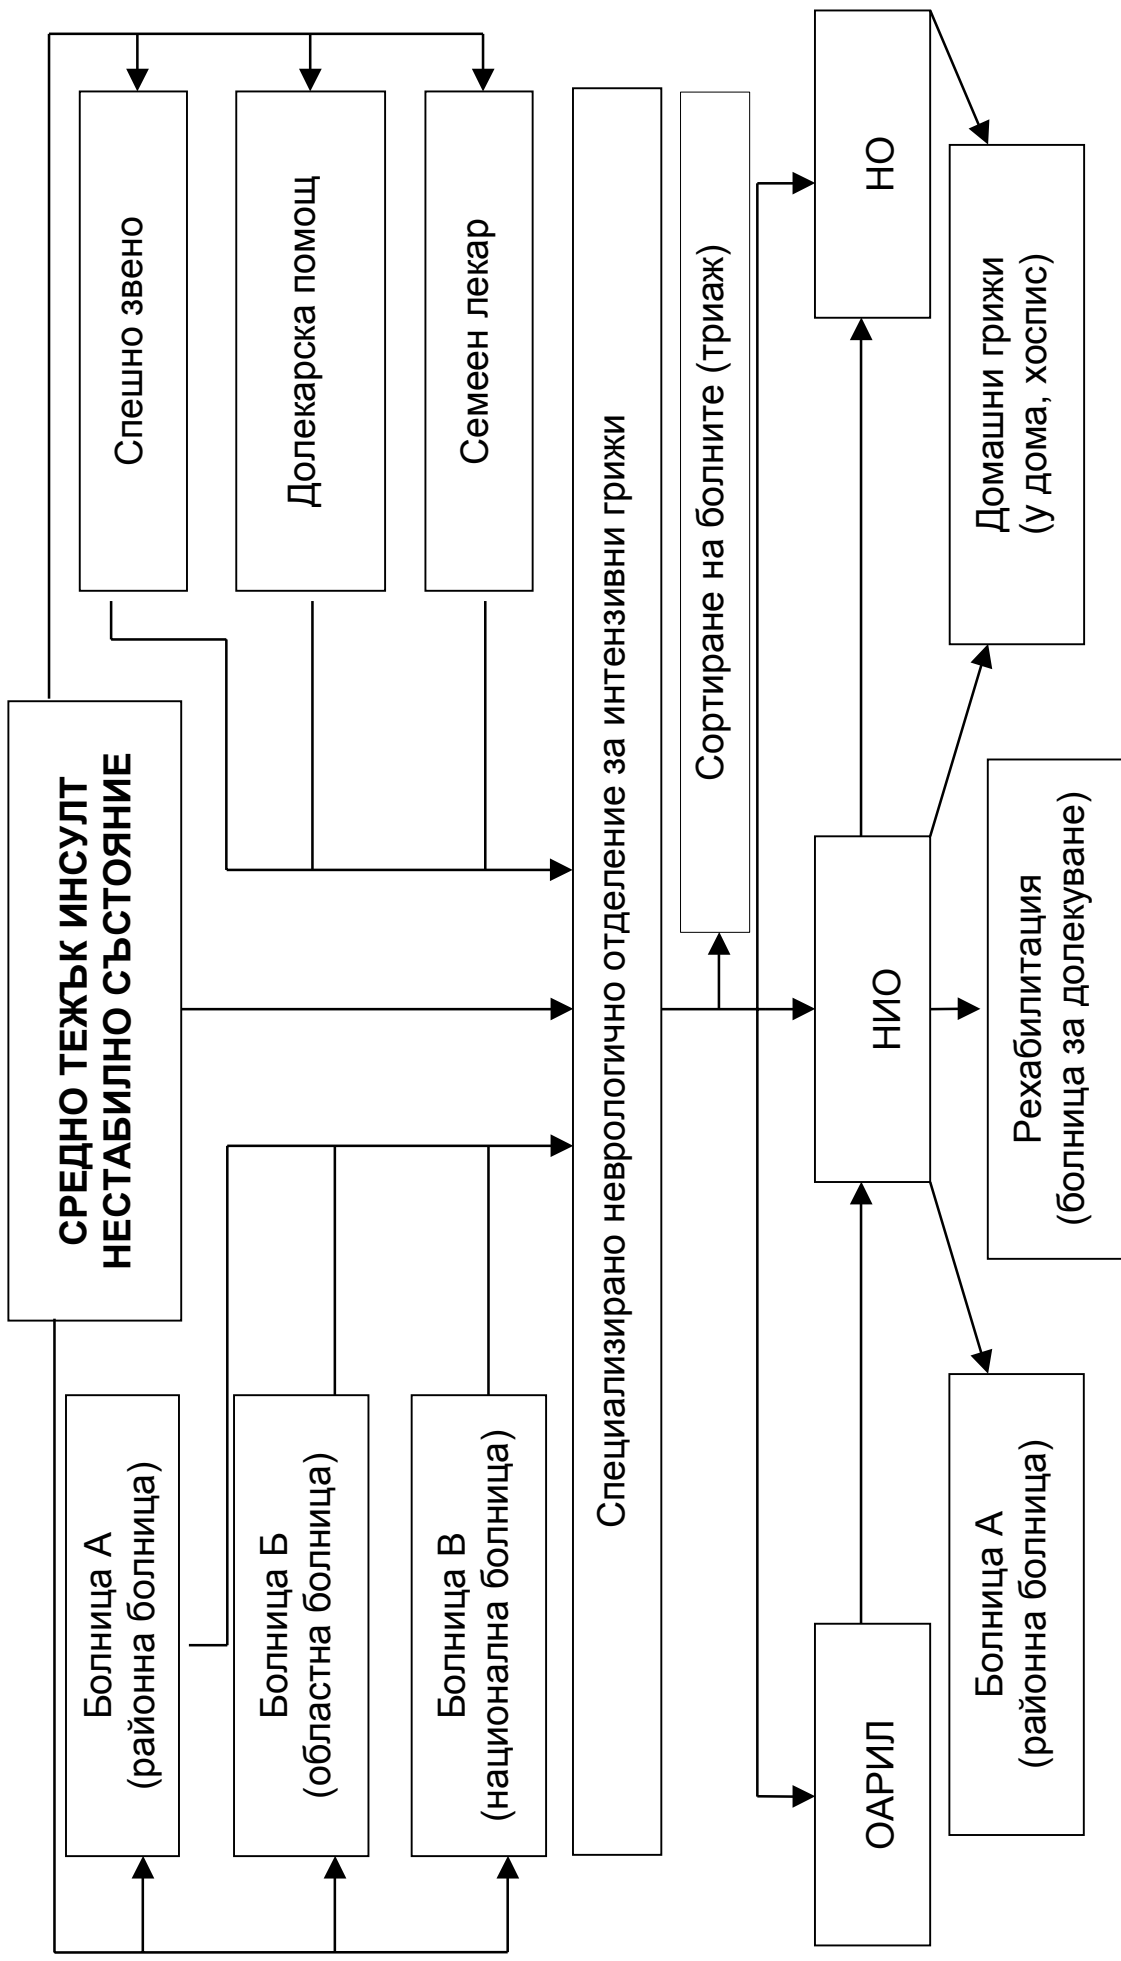 СРЕДНО ТЕЖЪК ИНСУЛТ
НЕСТАБИЛНО СЪСТОЯНИЕ
Болница А
(районна болница)
Спешно звено
Болница Б
(областна болница)
Долекарска помощ
Болница В
(национална болница)
Семеен лекар
Специализирано неврологично отделение за интензивни грижи
Сортиране на болните (триаж)
ОАРИЛ
НИО
НО
Болница А
(районна болница)
Рехабилитация
(болница за долекуване)
Домашни грижи
(у дома, хоспис)